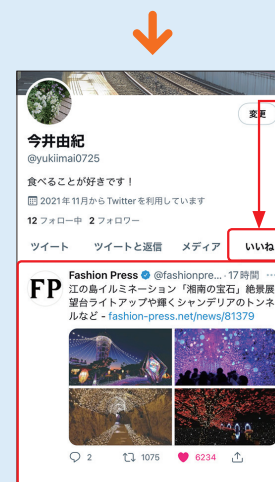 変更
今井由紀
@yukiimai0725
食べることが好きです！
2021年11月からTwitterを利用しています
12 フォロー中 2 フォロワー
ツイート ツイートと返信 メディア いいね
FP
Fashion Press @fashionpre... · 17時間 ...
江の島イルミネーション「湘南の宝石」絶景展
望台ライトアップや輝くシャンデリアのトンネ
ルなど - fashion-press.net/news/81379
2 1075 6234